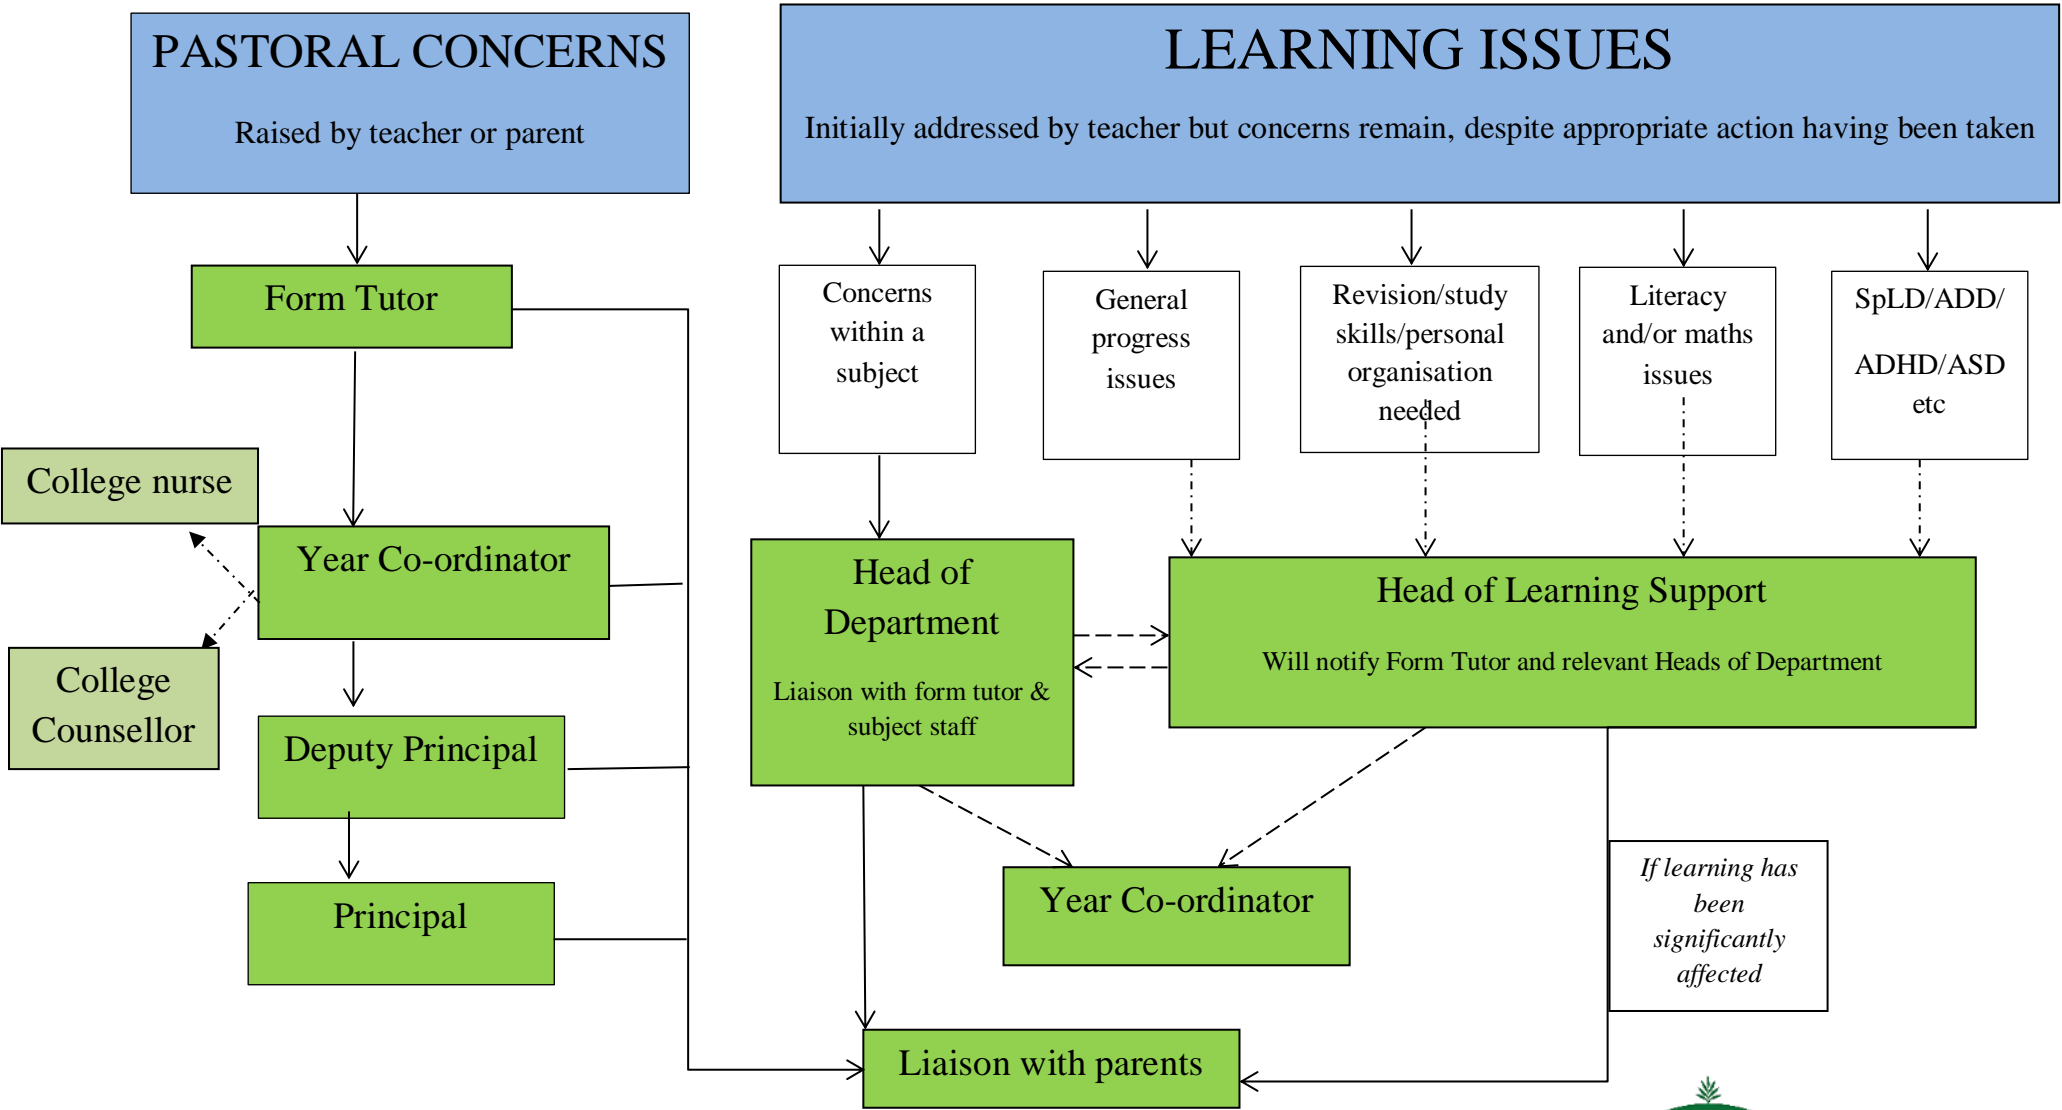 PASTORAL CONCERNS
Raised by teacher or parent
LEARNING ISSUES
Initially addressed by teacher but concerns remain, despite appropriate action having been taken
Form Tutor
Concerns
within a
subject
General
progress
issues
Revision/study
skills/personal
organisation
needed
Literacy
and/or maths
issues
SpLD/ADD/
ADHD/ASD
etc
College nurse
Year Co-ordinator
College
Counsellor
Deputy Principal
Principal
Head of
Department
Liaison with form tutor &
subject staff
Head of Learning Support
Will notify Form Tutor and relevant Heads of Department
Year Co-ordinator
If learning has
been
significantly
affected
Liaison with parents